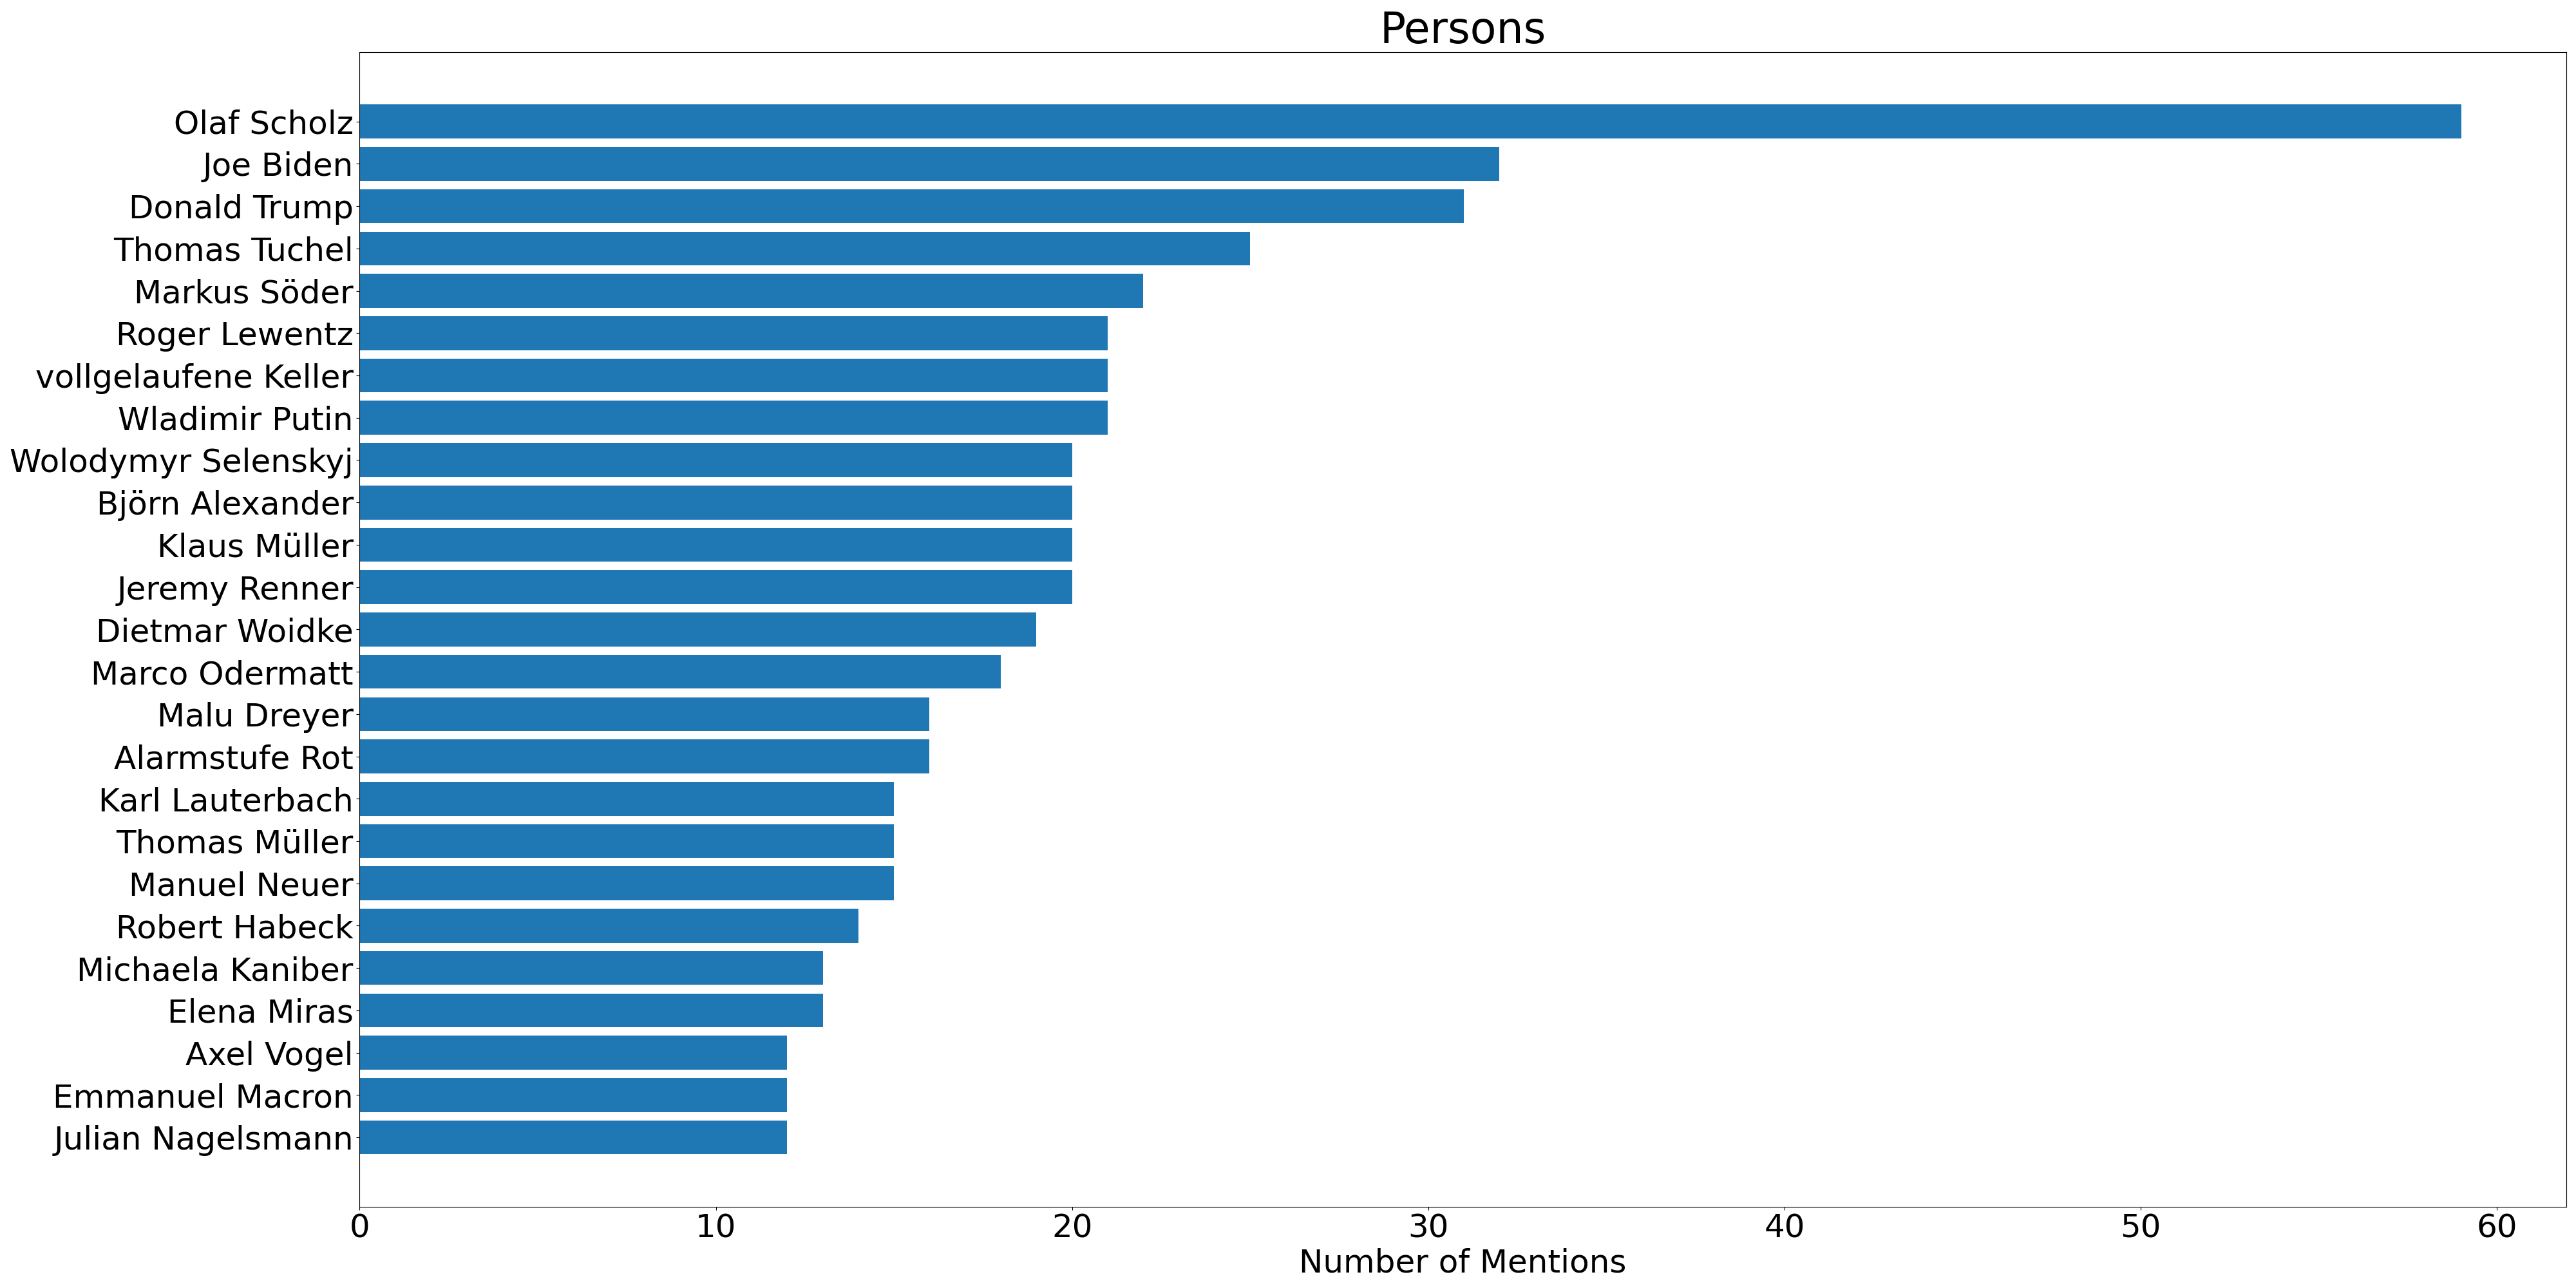 Persons
Olaf Scholz
Joe Biden
Donald Trump
Thomas Tuchel
Markus Söder
Roger Lewentz
vollgelaufene Keller
Wladimir Putin
Wolodymyr Selenskyj
Björn Alexander
Klaus Müller
Jeremy Renner
Dietmar Woidke
Marco Odermatt
Malu Dreyer
Alarmstufe Rot
Karl Lauterbach
Thomas Müller
Manuel Neuer
Robert Habeck
Michaela Kaniber
Elena Miras
Axel Vogel
Emmanuel Macron
Julian Nagelsmann
0 10 20 30 40 50 60
Number of Mentions